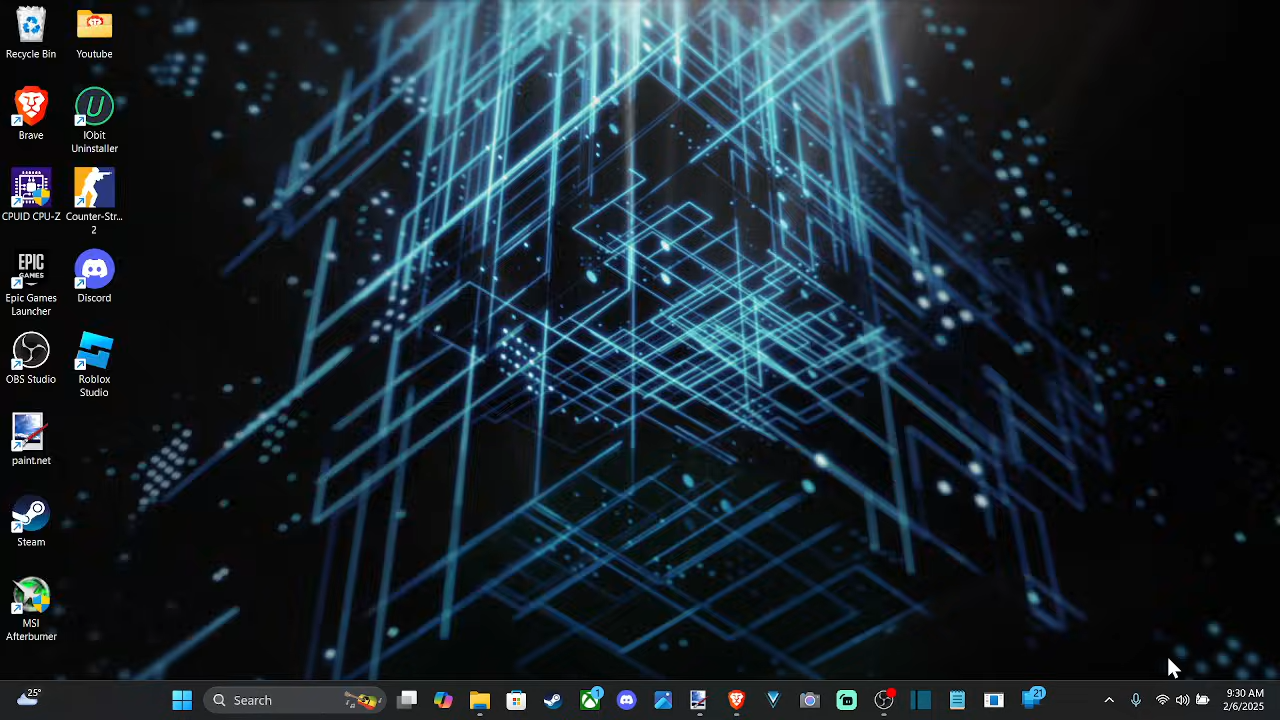 Recycle Bin
Youtube
Brave
IObit
Uninstaller
CPUID CPU-Z
Counter-Str...
2
EPIC
GAMES
Epic Games
Launcher
Discord
OBS Studio
Roblox
Studio
paint.net
Steam
MSI
Afterburner
25°
Search
1
21
9:30 AM
2/6/2025